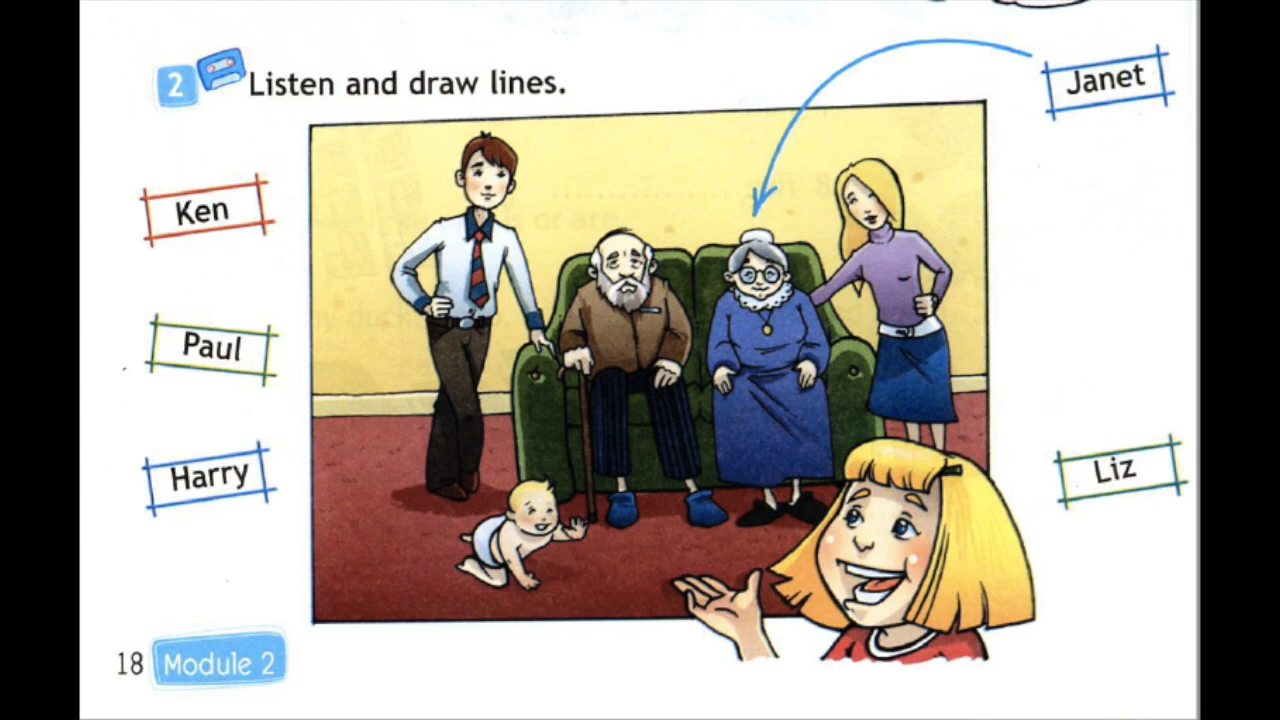 2 Listen and draw lines.
Janet
Ken
Paul
Harry
Liz
18 Module 2